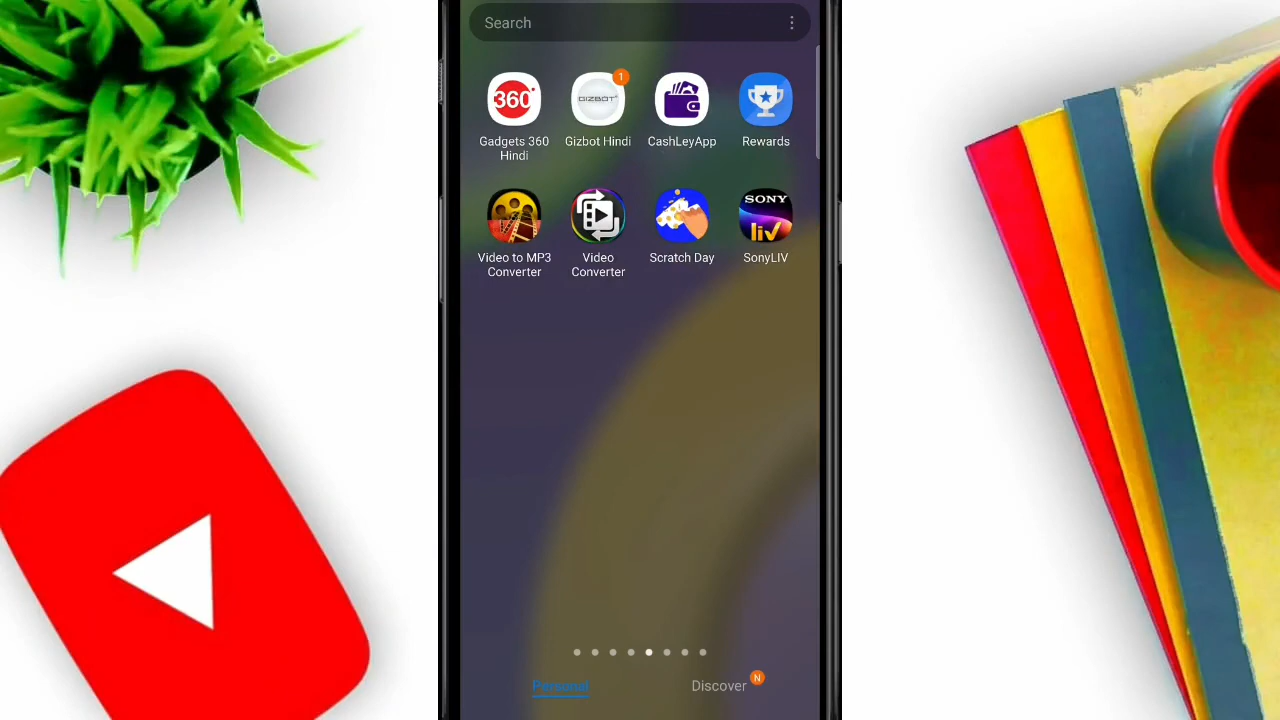 Search
360
1
GIZBOT
Gadgets 360
Hindi
Gizbot Hindi
CashLeyApp
Rewards
SONY
liv
Video to MP3
Converter
Video
Converter
Scratch Day
SonyLIV
Personal
Discover
N